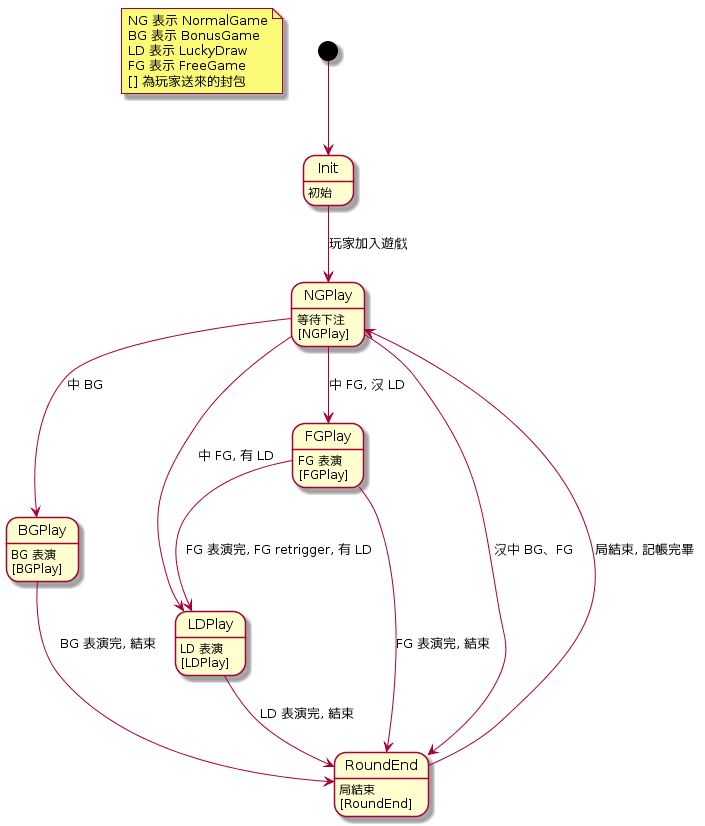 NG 表示 NormalGame
BG 表示 BonusGame
LD 表示 LuckyDraw
FG 表示 FreeGame
[] 為玩家送來的封包
Init
初始
玩家加入遊戲
NGPlay
等待下注
[NGPlay]
中 BG
中 FG, 沒 LD
FGPlay
FG 表演
[FGPlay]
中 FG, 有 LD
BGPlay
BG 表演
[BGPlay]
FG 表演完, FG retrigger, 有 LD
沒中 BG、FG
局結束, 記帳完畢
LDPlay
LD 表演
[LDPlay]
BG 表演完, 結束
FG 表演完, 結束
LD 表演完, 結束
RoundEnd
局結束
[RoundEnd]